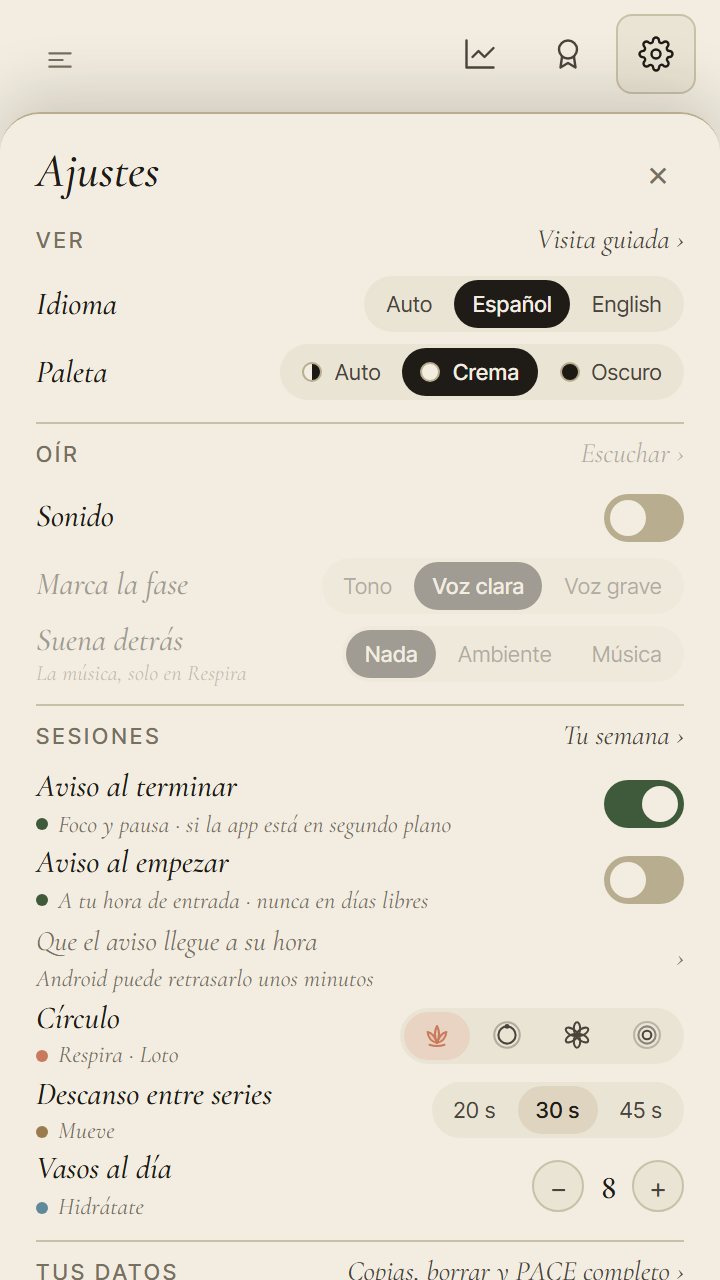 Ajustes ×
VER Visita guiada ›
Idioma Auto Español English
Paleta Auto Crema Oscuro
OÍR Escuchar ›
Sonido
Marca la fase Tono Voz clara Voz grave
Suena detrás Nada Ambiente Música
La música, solo en Respira
SESIONES Tu semana ›
Aviso al terminar
Foco y pausa · si la app está en segundo plano
Aviso al empezar
A tu hora de entrada · nunca en días libres
Que el aviso llegue a su hora ›
Android puede retrasarlo unos minutos
Círculo
Respira · Loto
Descanso entre series 20 s 30 s 45 s
Mueve
Vasos al día − 8 +
Hidrátate
TUS DATOS Copias, borrar y PACE completo ›